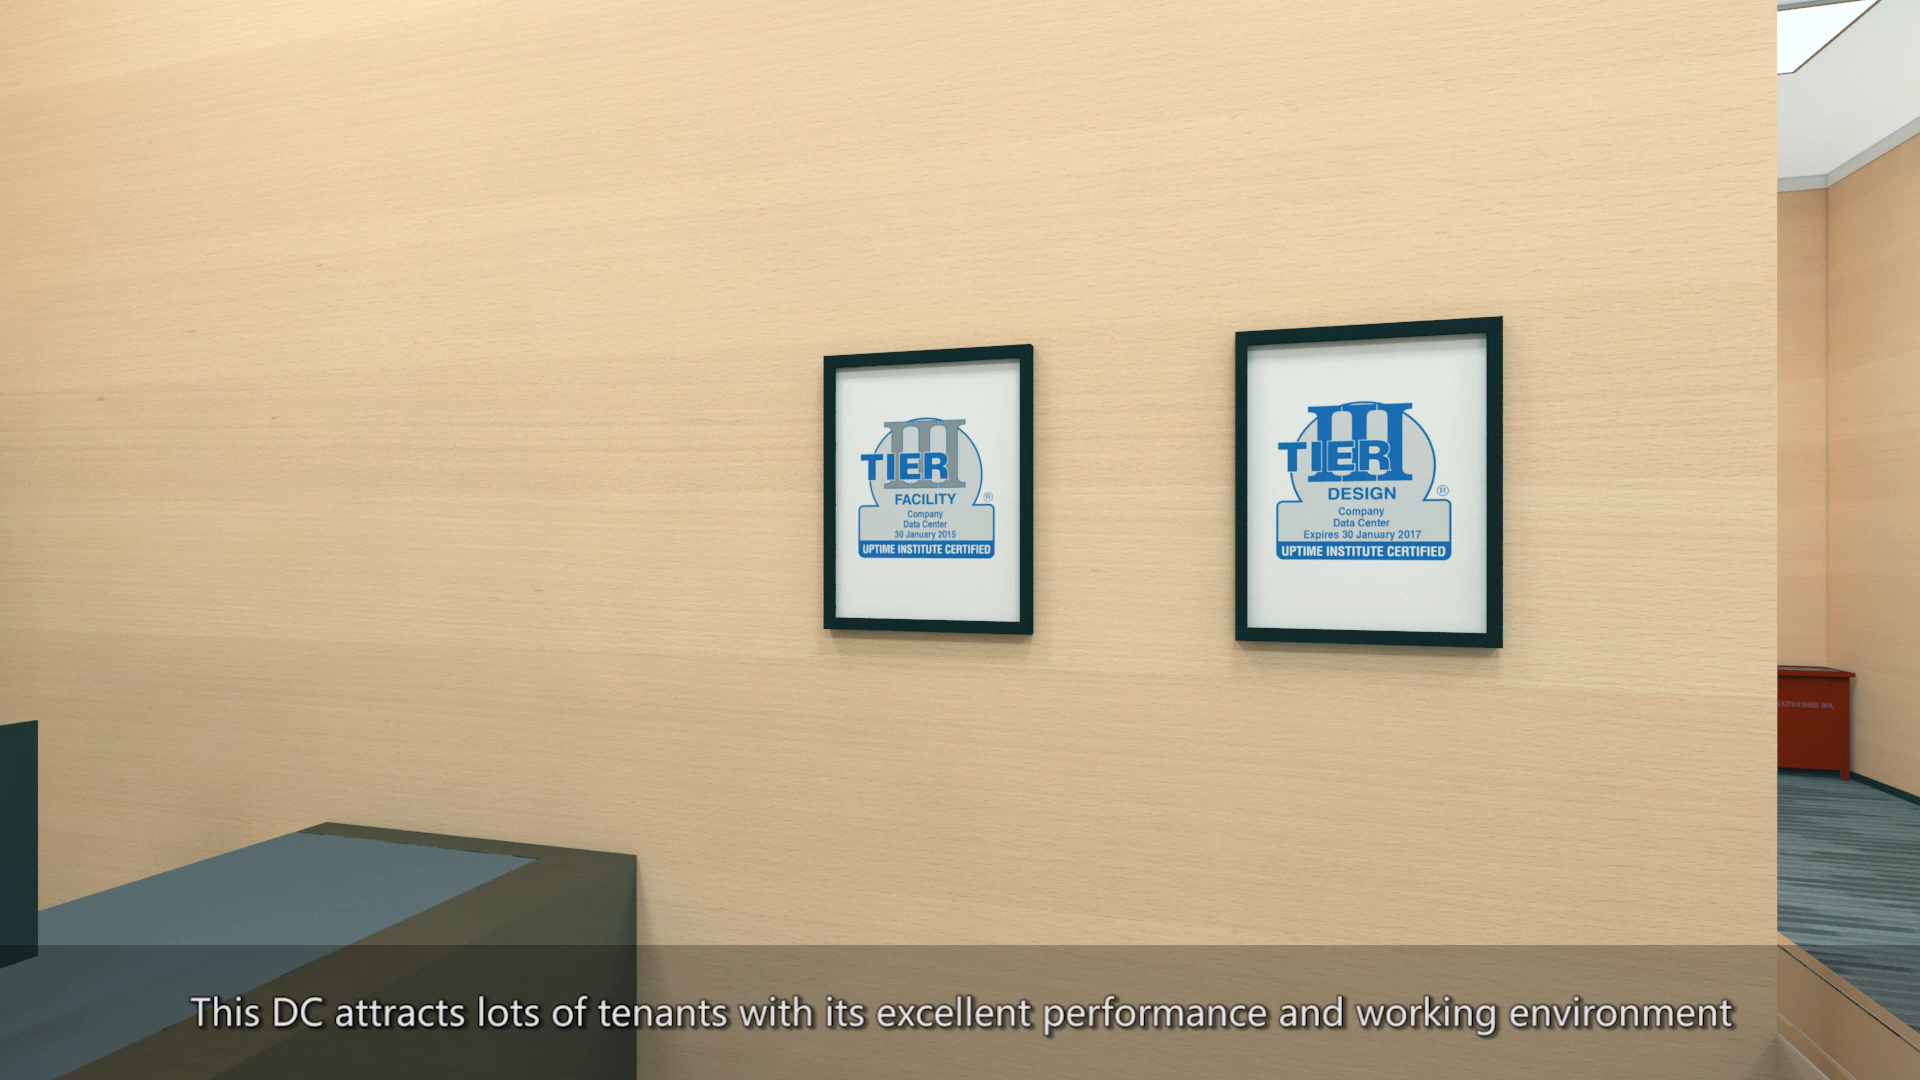 III
TIER
FACILITY ®
Company
Data Center
30 January 2015
UPTIME INSTITUTE CERTIFIED
III
TIER
DESIGN ®
Company
Data Center
Expires 30 January 2017
UPTIME INSTITUTE CERTIFIED
EXTINGUISHER BOX
This DC attracts lots of tenants with its excellent performance and working environment